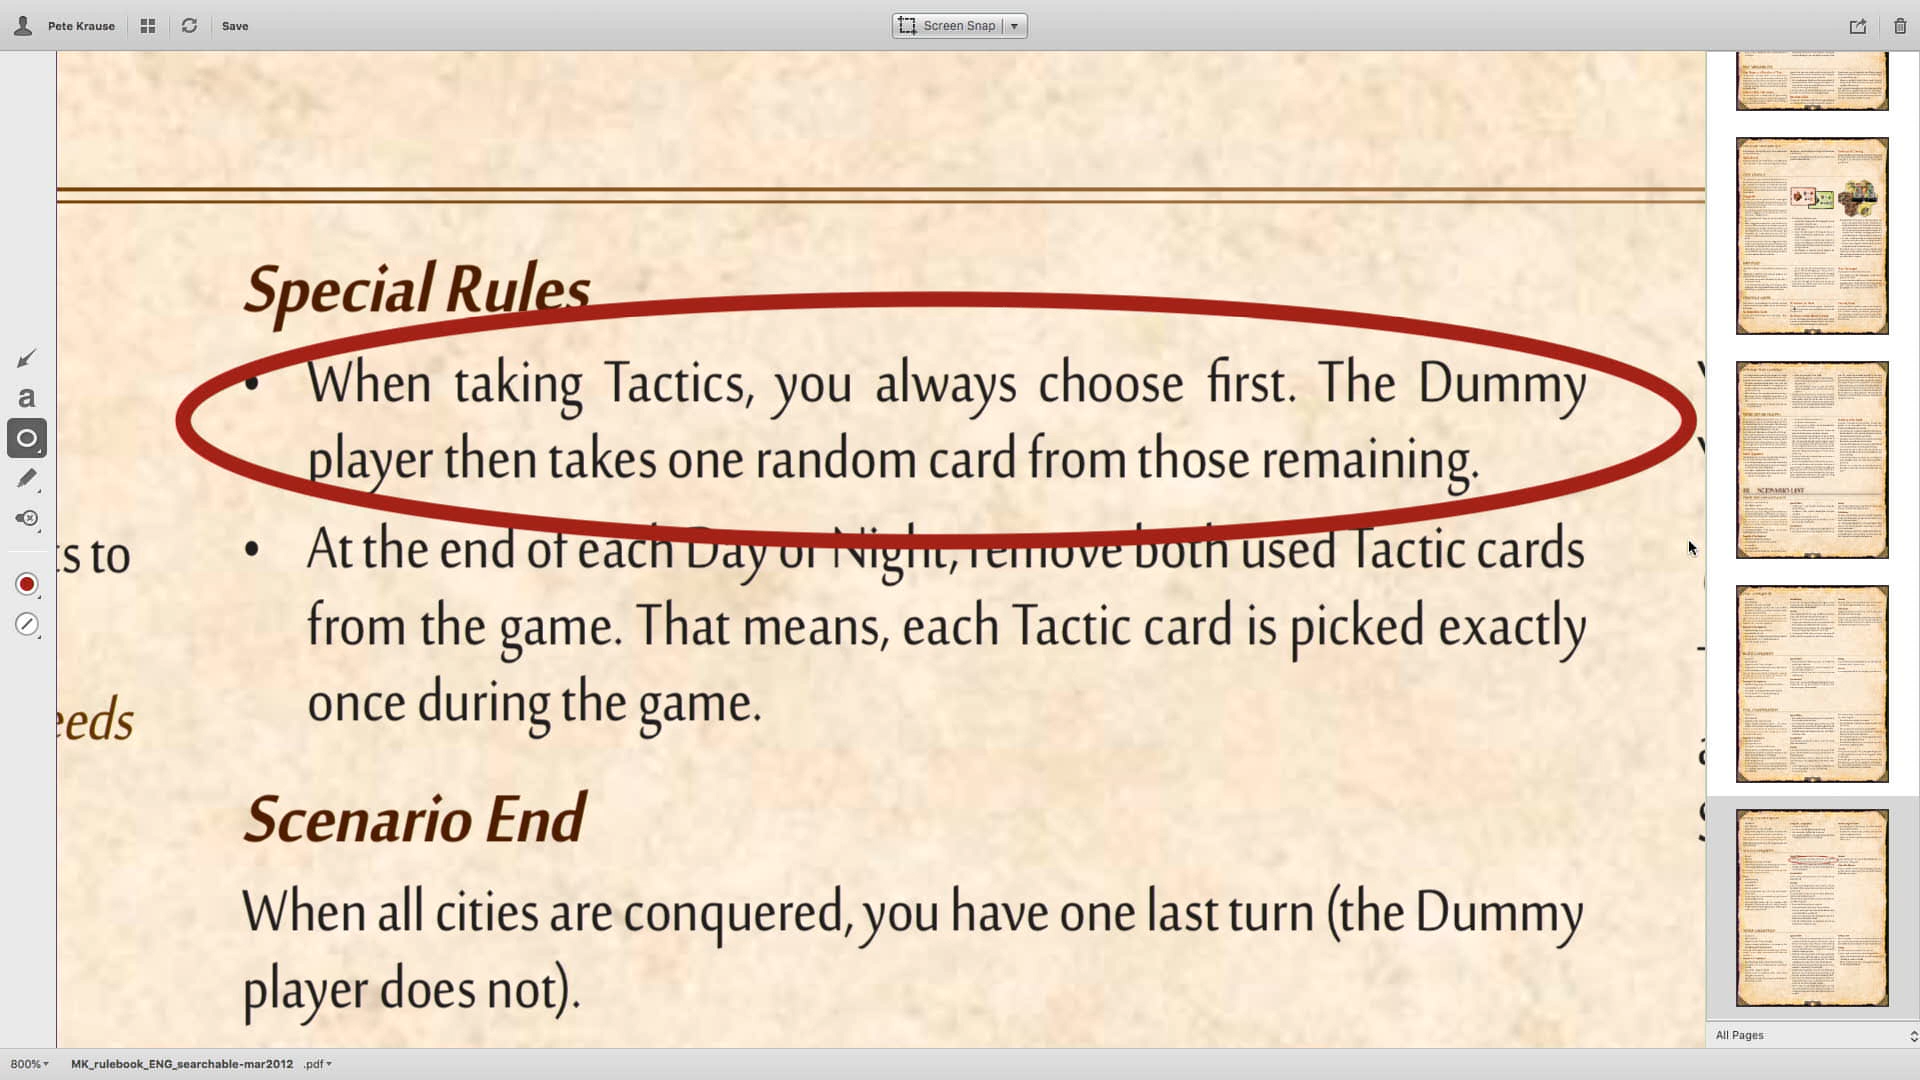 Pete Krause
Save
Screen Snap
Special Rules
• When taking Tactics, you always choose first. The Dummy
player then takes one random card from those remaining.
• At the end of each Day or Night, remove both used Tactic cards
from the game. That means, each Tactic card is picked exactly
once during the game.
s to
eeds
Scenario End
When all cities are conquered, you have one last turn (the Dummy
player does not).
a
All Pages
800%
MK_rulebook_ENG_searchable-mar2012 .pdf